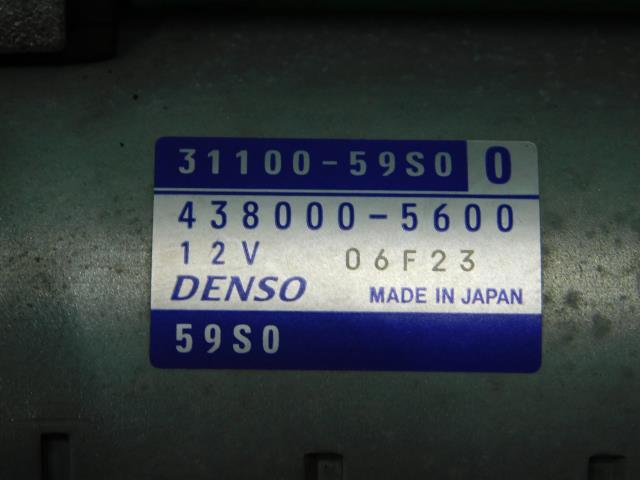 31100-59S0 0
438000-5600
12V 06F23
DENSO MADE IN JAPAN
59S0